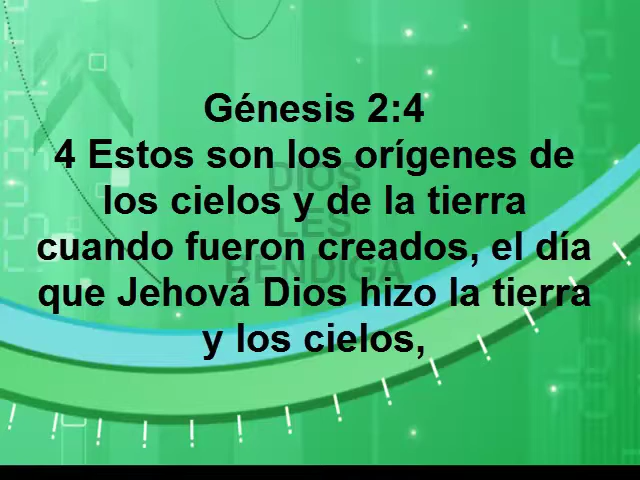 Génesis 2:4
4 Estos son los orígenes de
los cielos y de la tierra
cuando fueron creados, el día
que Jehová Dios hizo la tierra
y los cielos,
DIOS
LES
BENDIGA